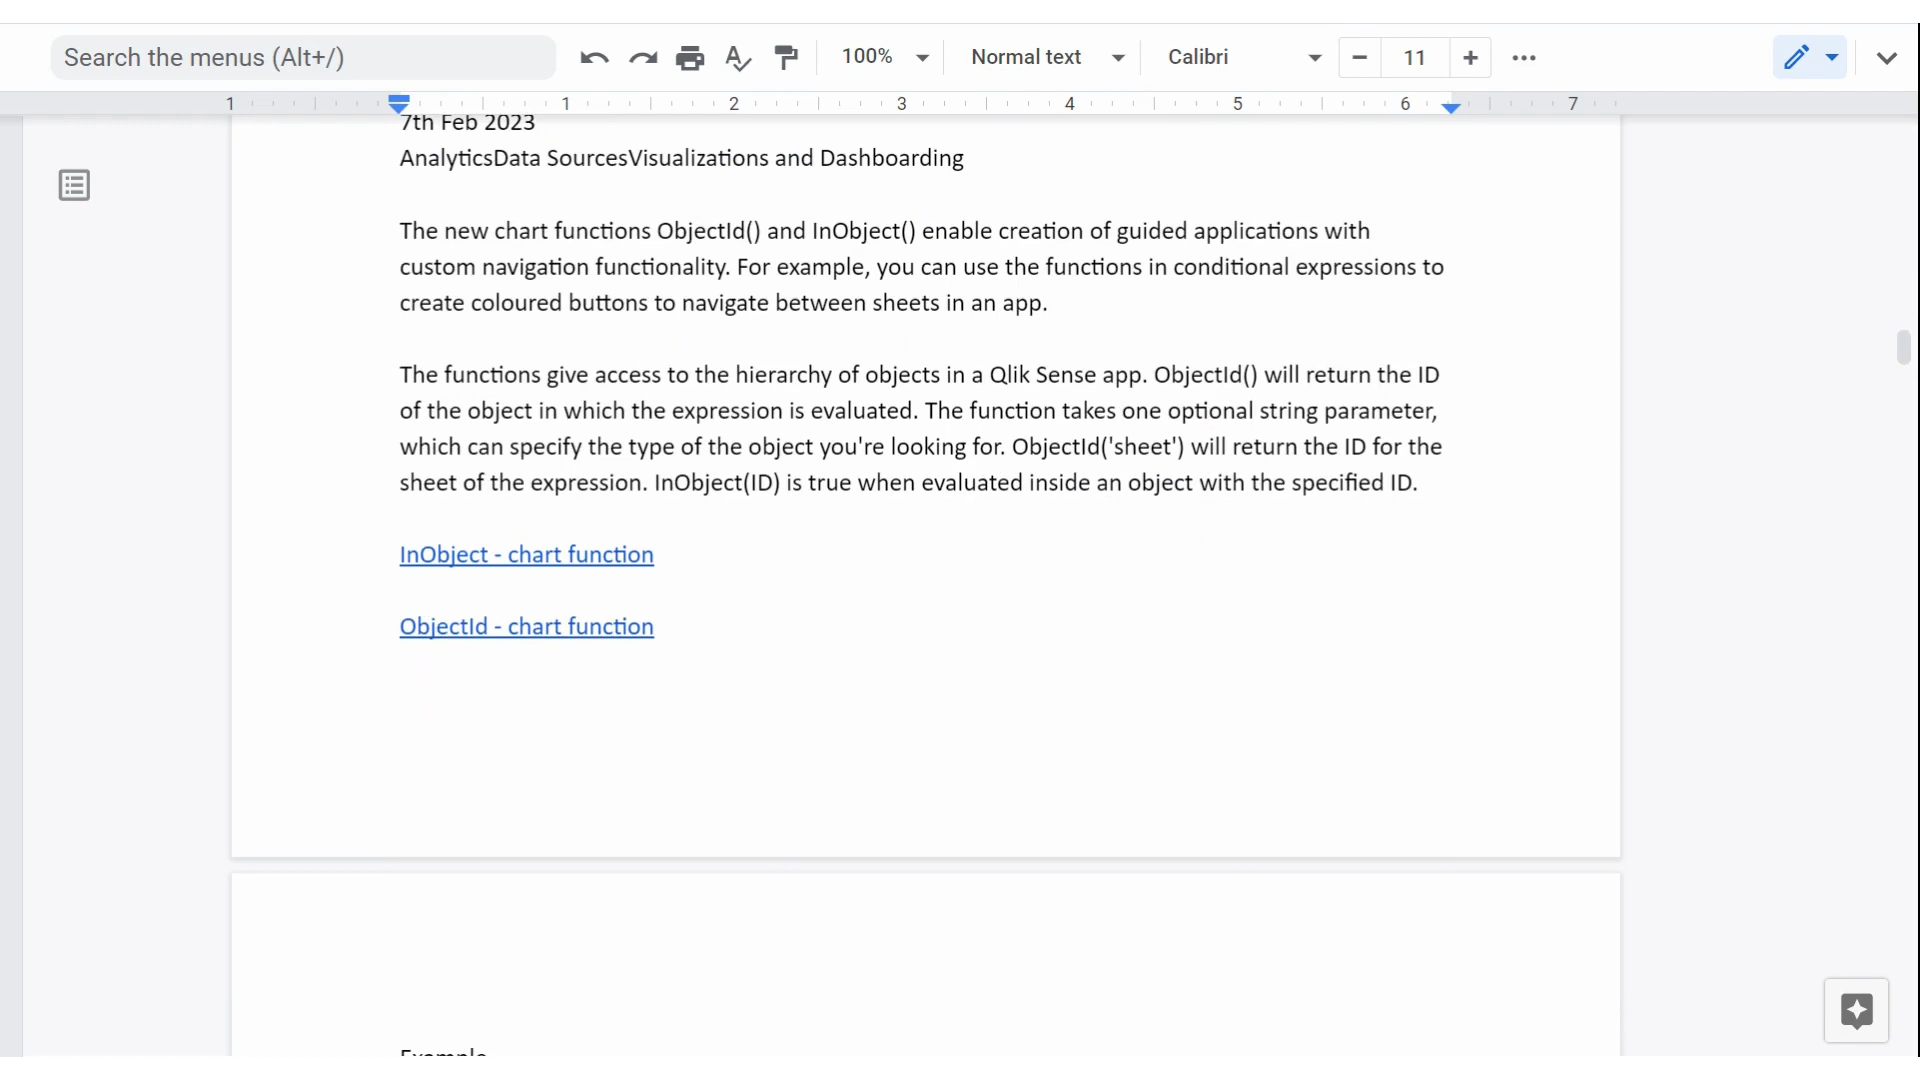 Search the menus (Alt+/)
100%
Normal text
Calibri
11
1 1 2 3 4 5 6 7
7th Feb 2023
AnalyticsData SourcesVisualizations and Dashboarding
The new chart functions ObjectId() and InObject() enable creation of guided applications with
custom navigation functionality. For example, you can use the functions in conditional expressions to
create coloured buttons to navigate between sheets in an app.
The functions give access to the hierarchy of objects in a Qlik Sense app. ObjectId() will return the ID
of the object in which the expression is evaluated. The function takes one optional string parameter,
which can specify the type of the object you're looking for. ObjectId('sheet') will return the ID for the
sheet of the expression. InObject(ID) is true when evaluated inside an object with the specified ID.
InObject - chart function
ObjectId - chart function
Example